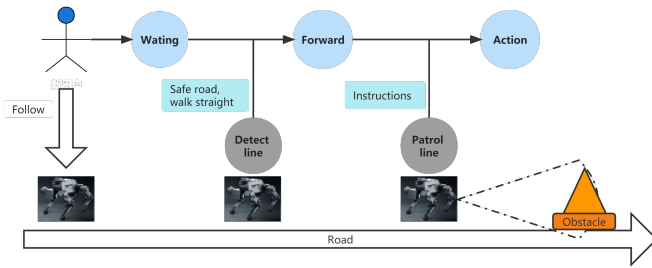 Wating
Forward
Action
Safe road,
walk straight
Instructions
Follow
Detect
line
Patrol
line
Obstacle
Road